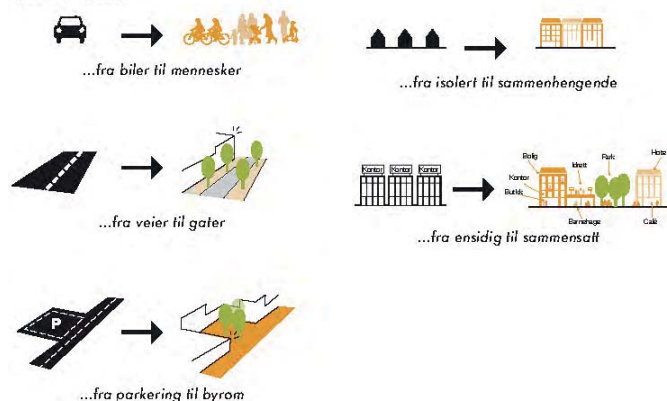 ...fra biler til mennesker
...fra isolert til sammenhengende
...fra veier til gater
Kontor Kontor Kontor
Bolig
Idrett
Park
Hotel
Kontor
Butikk
Barnehage
Café
...fra ensidig til sammensatt
P
...fra parkering til byrom